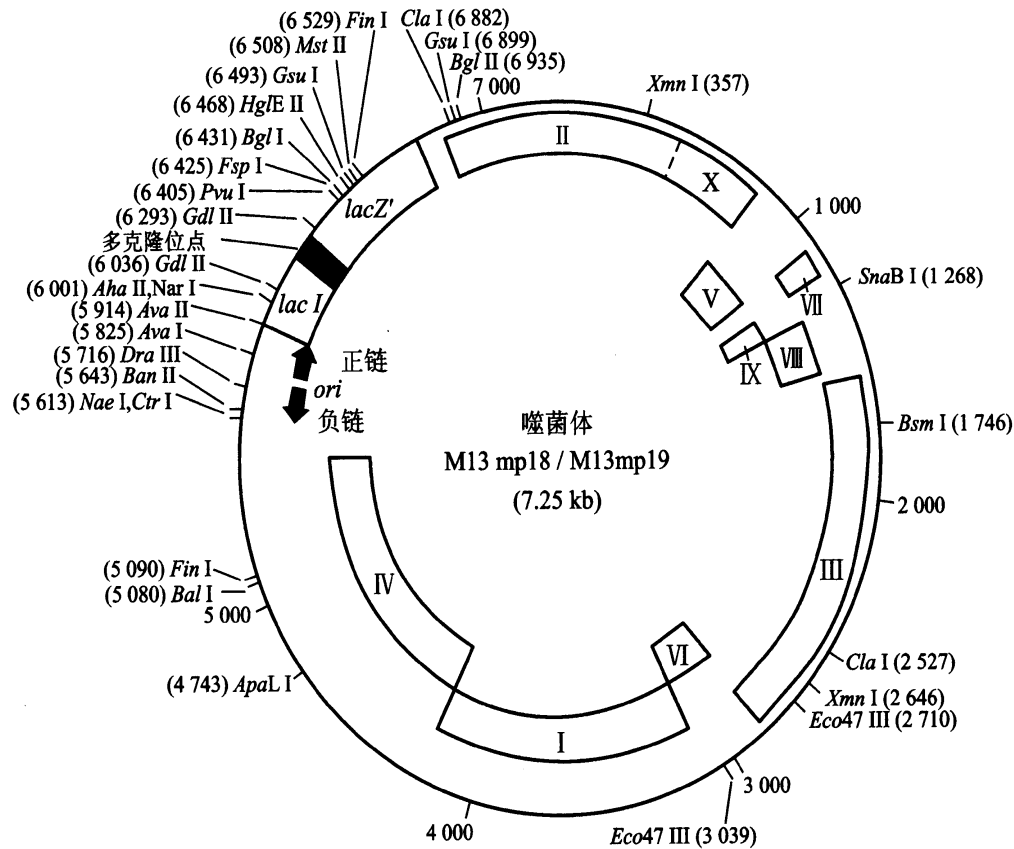 (6 529) Fin I
(6 508) Mst II
(6 493) Gsu I
(6 468) HglE II
(6 431) Bgl I
(6 425) Fsp I
(6 405) Pvu I
(6 293) Gdl II
多克隆位点
(6 036) Gdl II
(6 001) Aha II,Nar I
(5 914) Ava II
(5 825) Ava I
(5 716) Dra III
(5 643) Ban II
(5 613) Nae I,Ctr I
(5 090) Fin I
(5 080) Bal I
5 000
(4 743) ApaL I
4 000
Cla I (6 882)
Gsu I (6 899)
Bgl II (6 935)
7 000
Xmn I (357)
1 000
SnaB I (1 268)
Bsm I (1 746)
2 000
Cla I (2 527)
Xmn I (2 646)
Eco47 III (2 710)
3 000
Eco47 III (3 039)
II
X
V
VII
IX
VIII
III
VI
I
IV
lacZ'
lac I
正链
ori
负链
噬菌体
M13 mp18 / M13mp19
(7.25 kb)